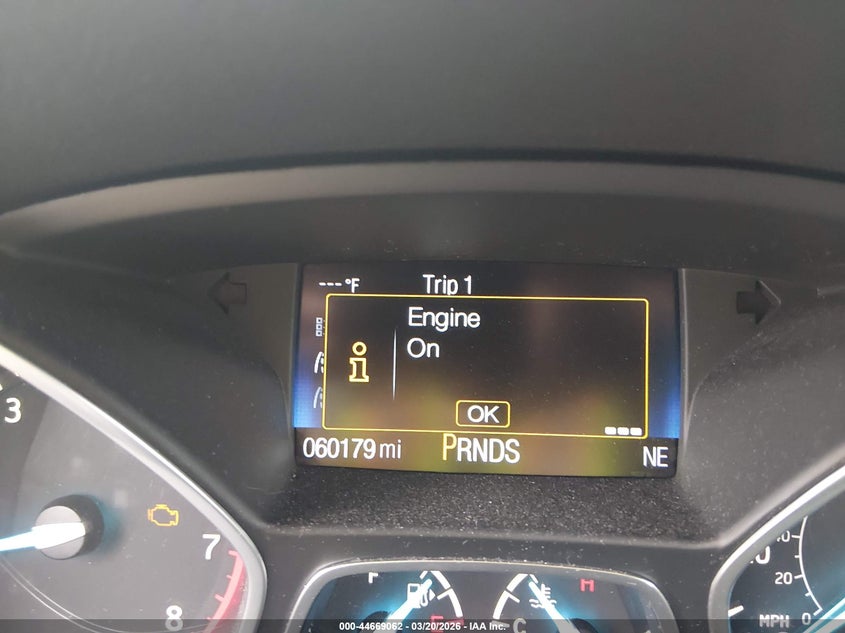 ---°F Trip 1
Engine
On
OK
060179 mi PRNDS NE
3
7
8
F
H
C
20
0
MPH
000-44669062 - 03/20/2026 - IAA Inc.